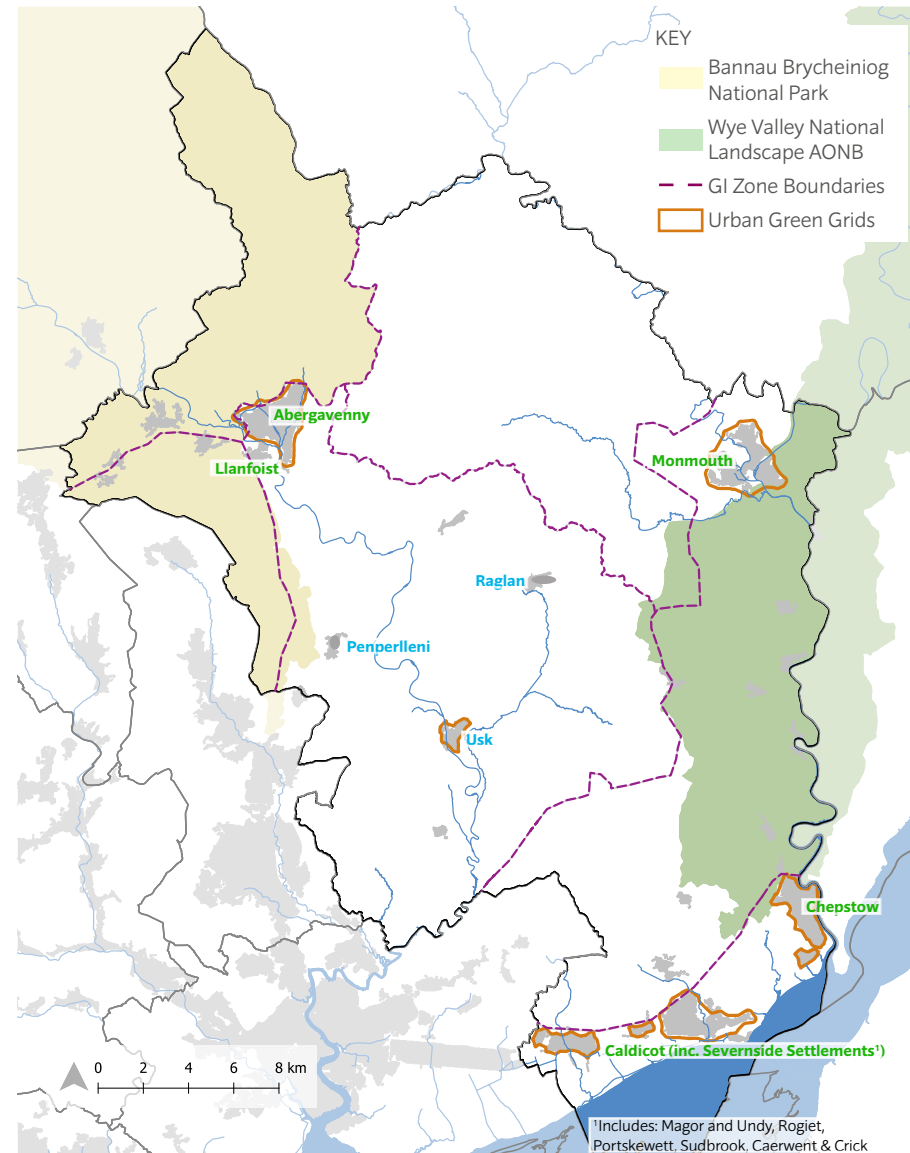 KEY
Bannau Brycheiniog
National Park
Wye Valley National
Landscape AONB
GI Zone Boundaries
Urban Green Grids
Abergavenny
Llanfoist
Monmouth
Raglan
Penperlleni
Usk
Chepstow
Caldicot (inc. Severnside Settlements¹)
0 2 4 6 8 km
¹Includes: Magor and Undy, Rogiet,
Portskewett, Sudbrook, Caerwent & Crick